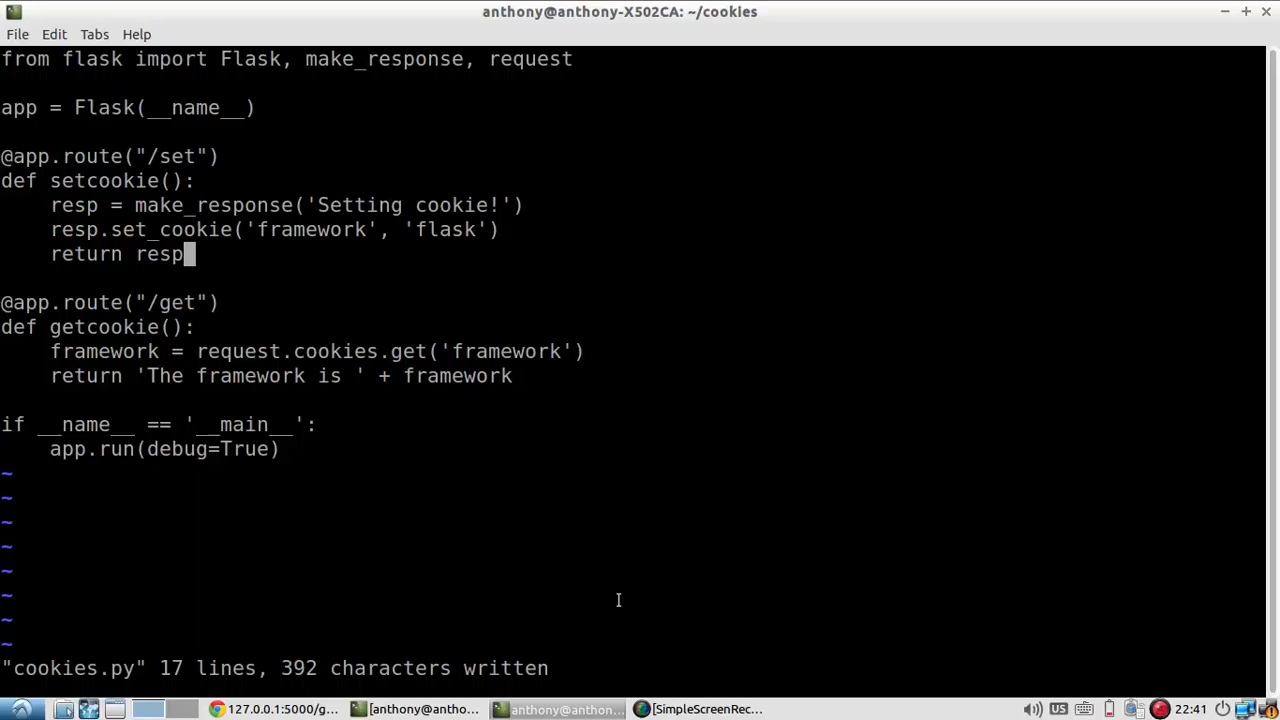 anthony@anthony-X502CA: ~/cookies
File Edit Tabs Help
from flask import Flask, make_response, request
app = Flask(__name__)
@app.route("/set")
def setcookie():
    resp = make_response('Setting cookie!')
    resp.set_cookie('framework', 'flask')
    return resp
@app.route("/get")
def getcookie():
    framework = request.cookies.get('framework')
    return 'The framework is ' + framework
if __name__ == '__main__':
    app.run(debug=True)
~
~
~
~
~
~
~
~
"cookies.py" 17 lines, 392 characters written
127.0.0.1:5000/g... [anthony@antho... anthony@anthon... [SimpleScreenRec... US 22:41